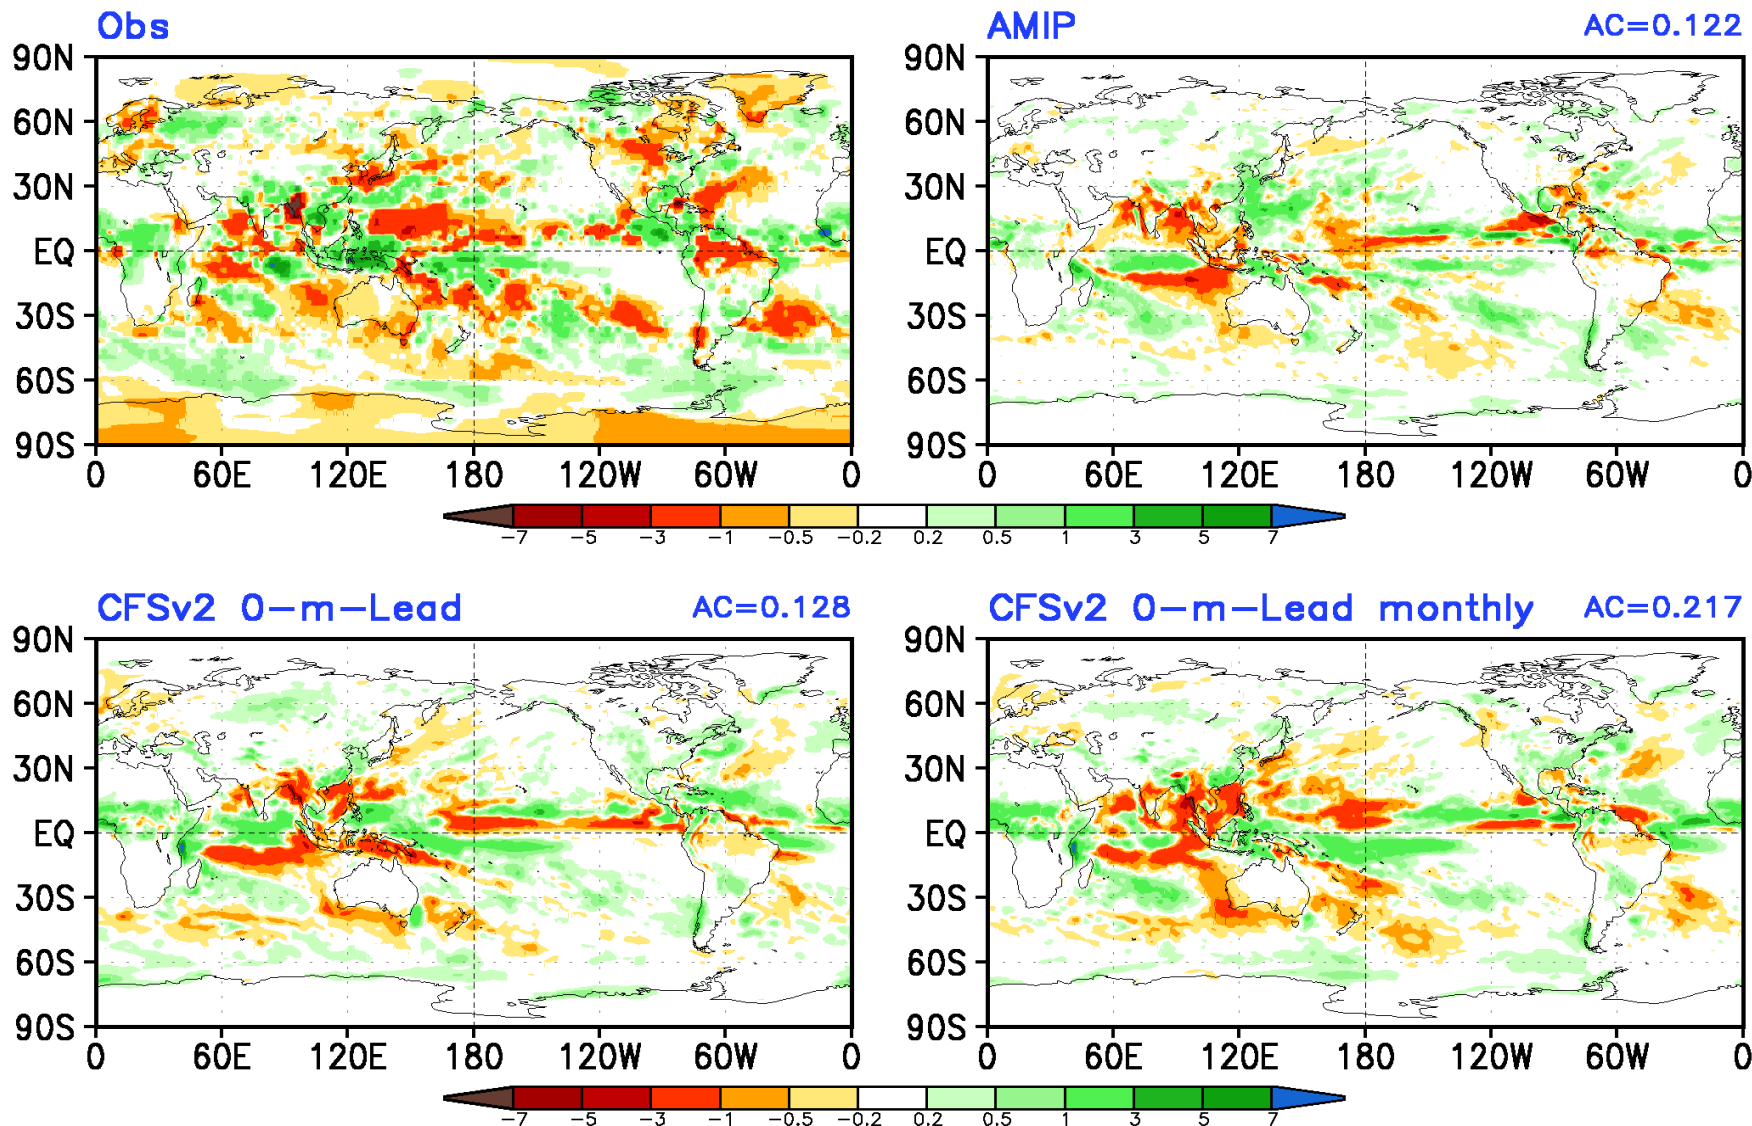 Obs
AMIP AC=0.122
90N
60N
30N
EQ
30S
60S
90S
0 60E 120E 180 120W 60W 0
90N
60N
30N
EQ
30S
60S
90S
0 60E 120E 180 120W 60W 0
-7 -5 -3 -1 -0.5 -0.2 0.2 0.5 1 3 5 7
CFSv2 0-m-Lead AC=0.128
CFSv2 0-m-Lead monthly AC=0.217
90N
60N
30N
EQ
30S
60S
90S
0 60E 120E 180 120W 60W 0
90N
60N
30N
EQ
30S
60S
90S
0 60E 120E 180 120W 60W 0
-7 -5 -3 -1 -0.5 -0.2 0.2 0.5 1 3 5 7